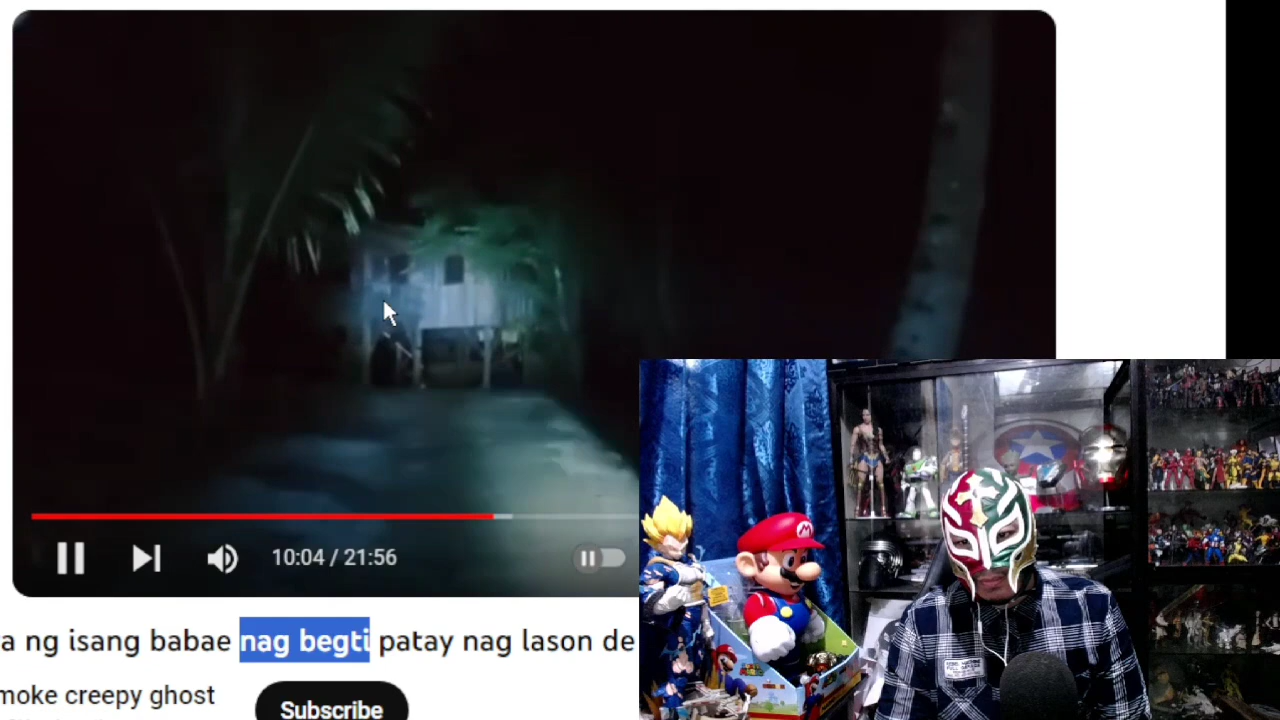 10:04 / 21:56
ng isang babae nag begti patay nag lason de
moke creepy ghost
Subscribe
M